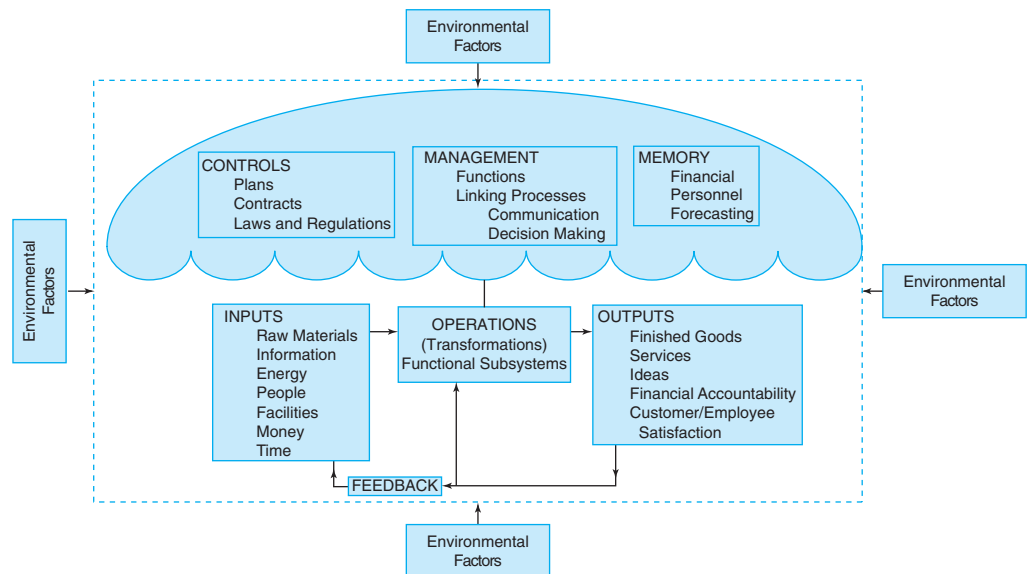 Environmental
Factors
CONTROLS
Plans
Contracts
Laws and Regulations
MANAGEMENT
Functions
Linking Processes
Communication
Decision Making
MEMORY
Financial
Personnel
Forecasting
Environmental
Factors
Environmental
Factors
INPUTS
Raw Materials
Information
Energy
People
Facilities
Money
Time
OPERATIONS
(Transformations)
Functional Subsystems
OUTPUTS
Finished Goods
Services
Ideas
Financial Accountability
Customer/Employee
Satisfaction
FEEDBACK
Environmental
Factors